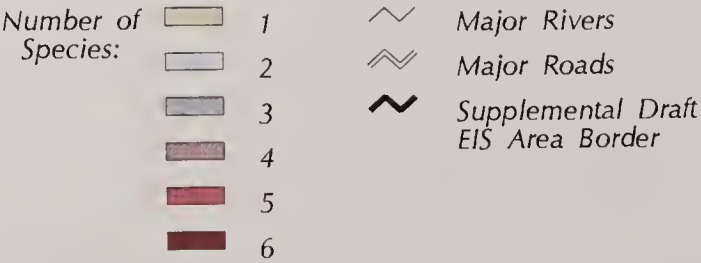 Number of Species:
1
2
3
4
5
6
Major Rivers
Major Roads
Supplemental Draft
EIS Area Border